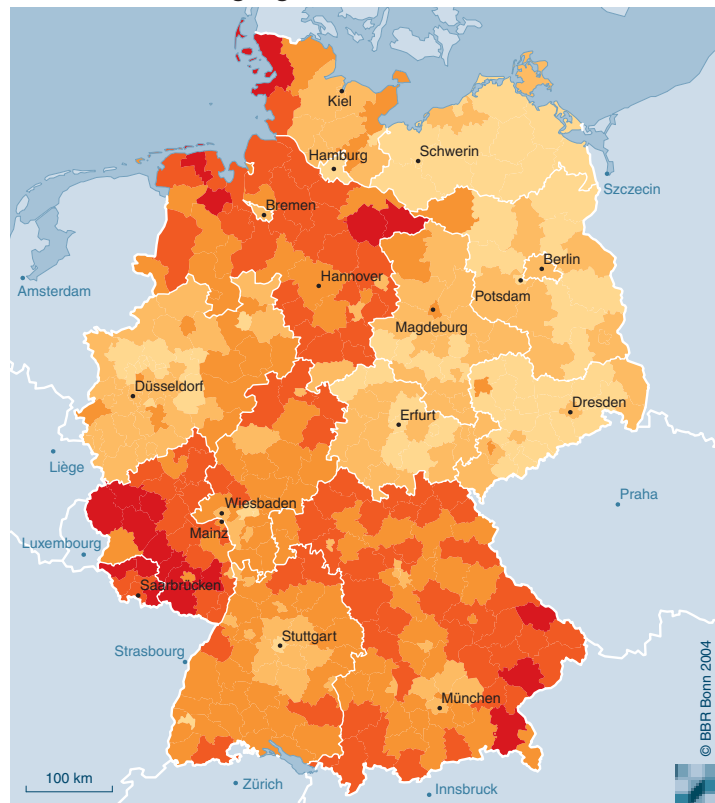 Kiel
Hamburg
Schwerin
Szczecin
Bremen
Berlin
Hannover
Amsterdam
Potsdam
Magdeburg
Düsseldorf
Dresden
Erfurt
Liège
Praha
Wiesbaden
Mainz
Luxembourg
Saarbrücken
Stuttgart
Strasbourg
München
© BBR Bonn 2004
100 km
Zürich
Innsbruck